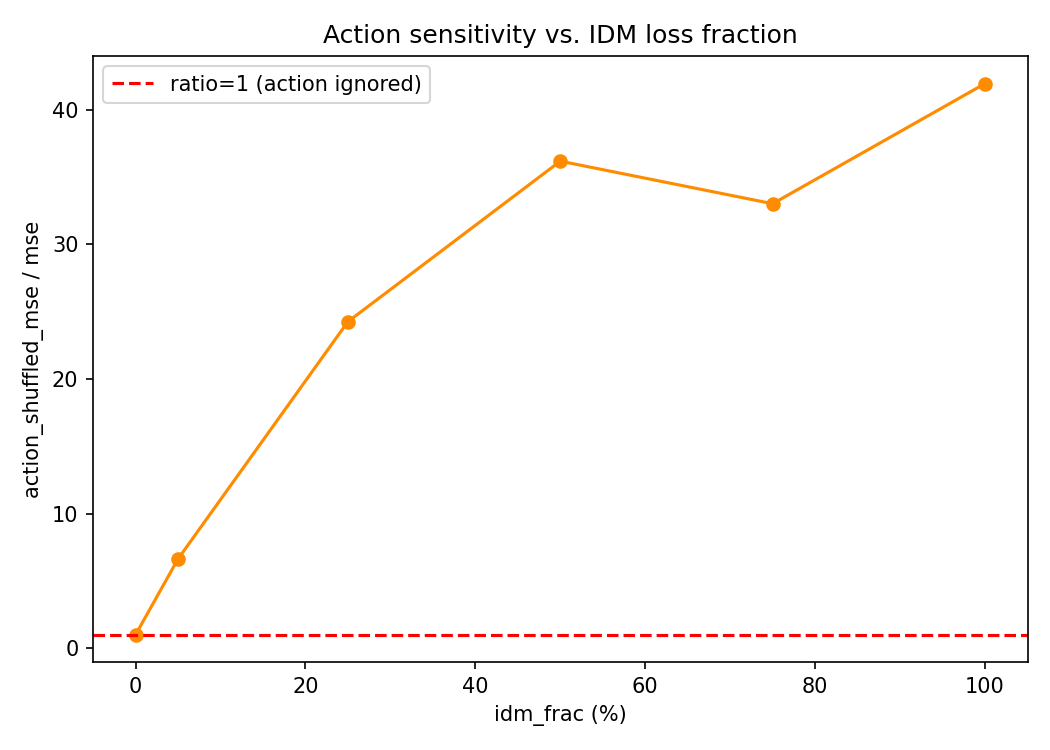 Action sensitivity vs. IDM loss fraction
ratio=1 (action ignored)
action_shuffled_mse / mse
40
30
20
10
0
0 20 40 60 80 100
idm_frac (%)